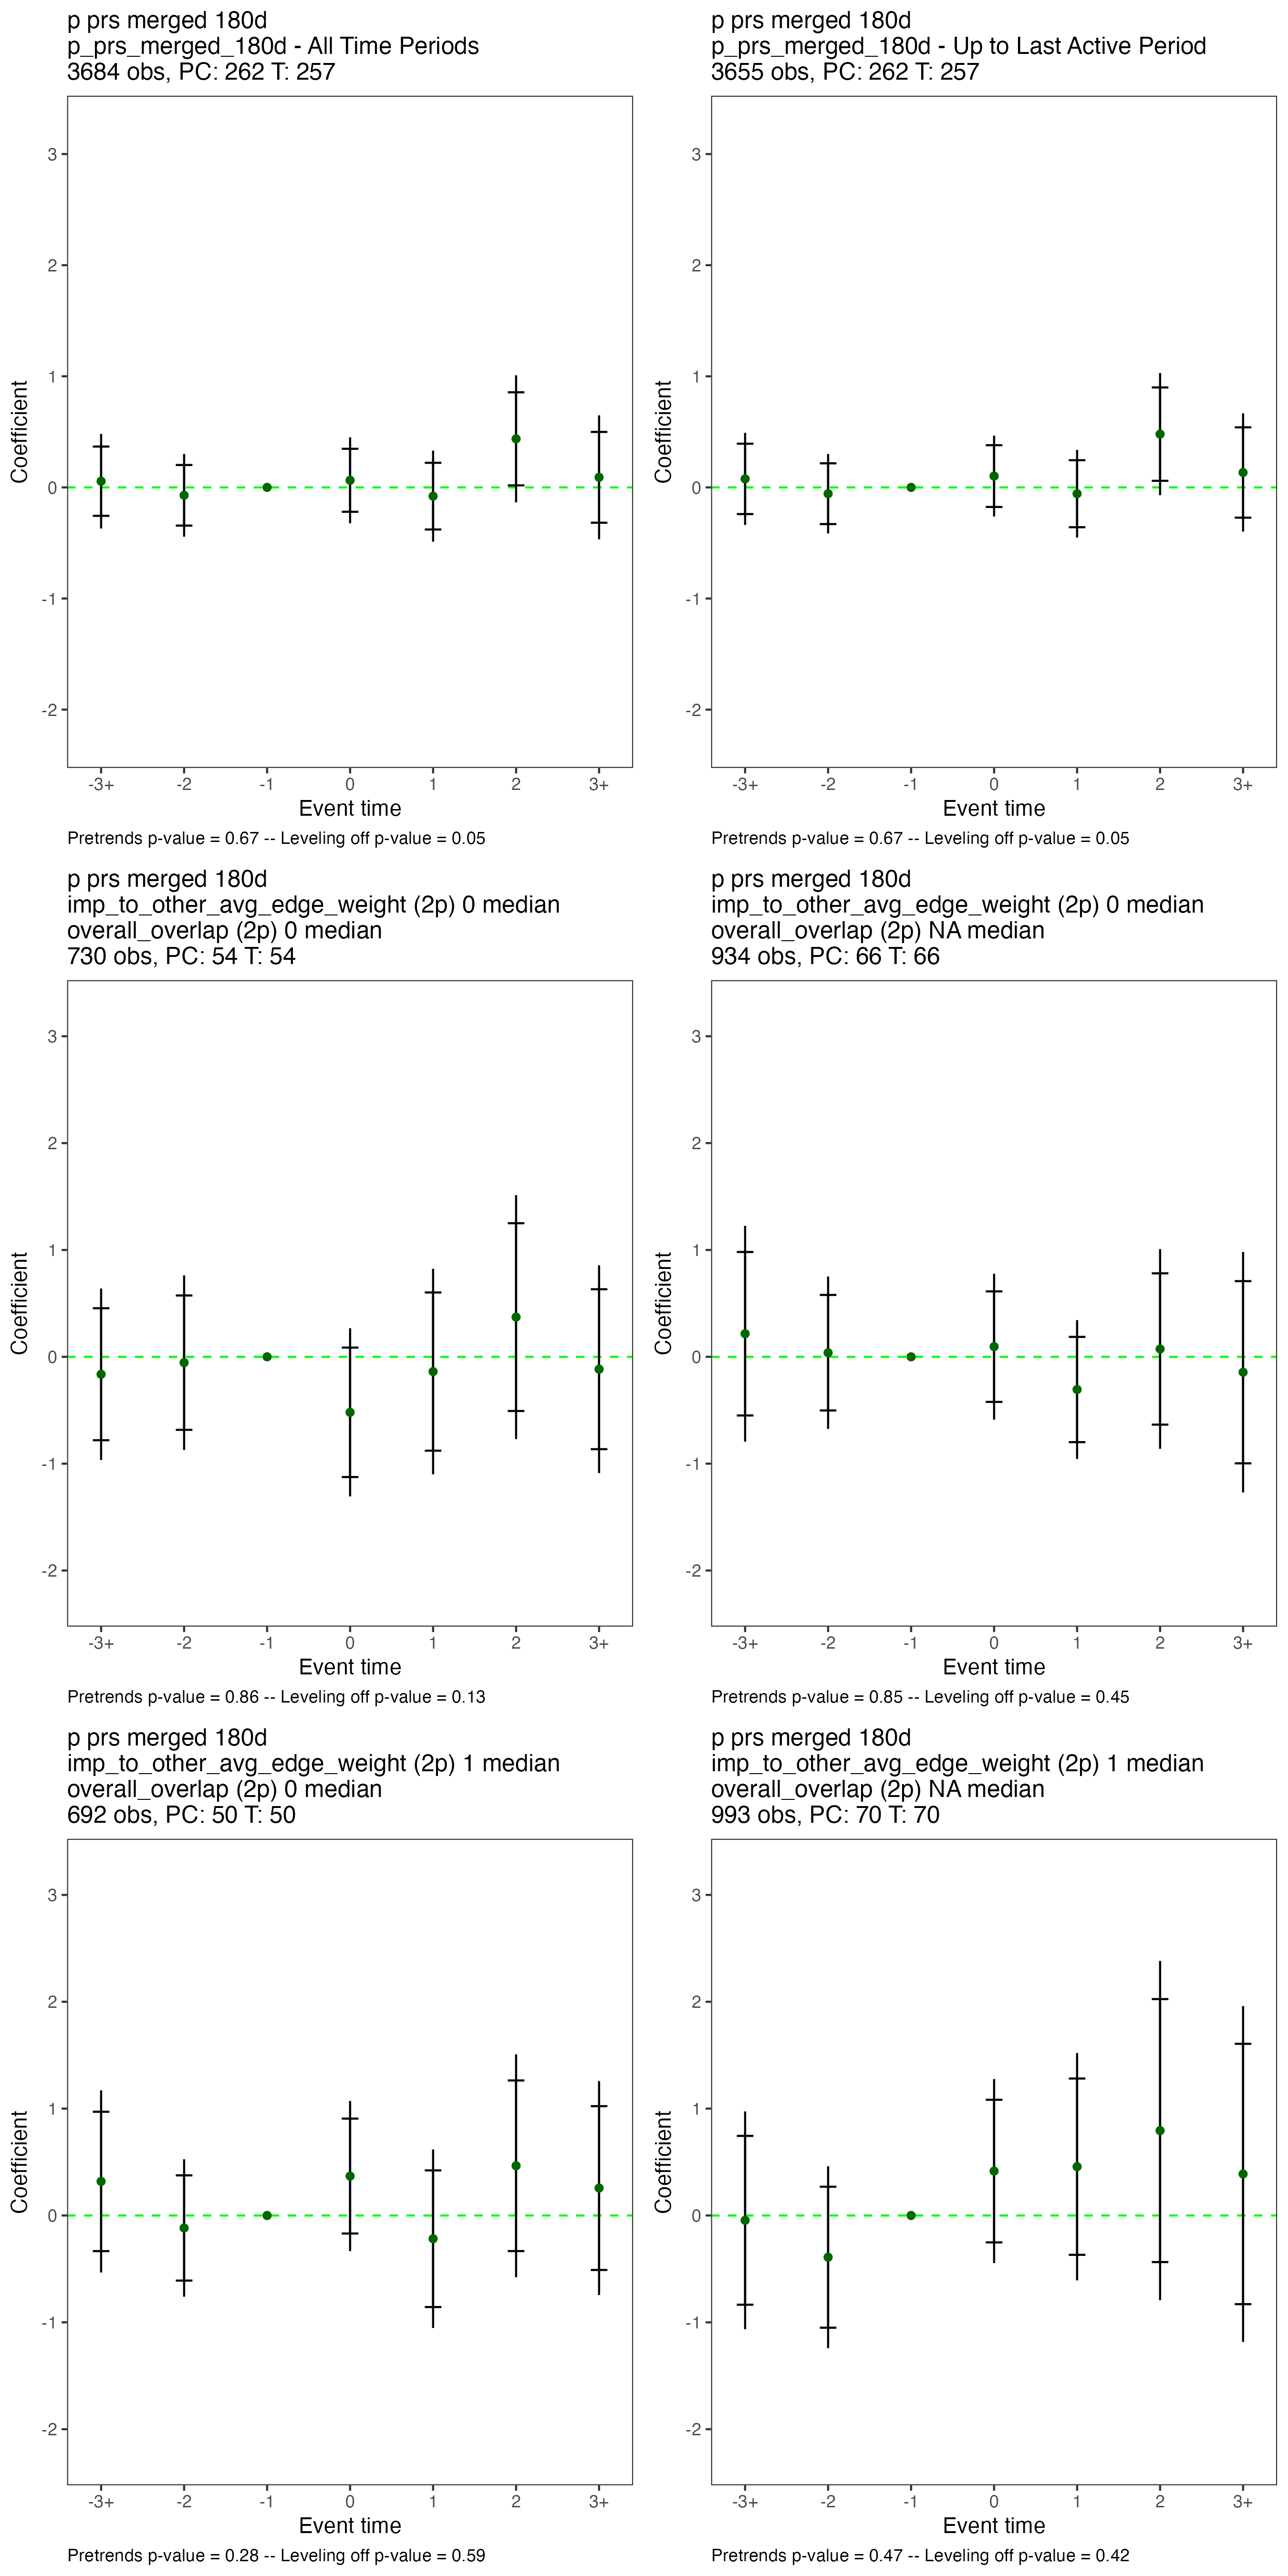 p prs merged 180d
p_prs_merged_180d - All Time Periods
3684 obs, PC: 262 T: 257
3
2
1
0
-1
-2
Coefficient
-3+ -2 -1 0 1 2 3+
Event time
Pretrends p-value = 0.67 -- Leveling off p-value = 0.05
p prs merged 180d
p_prs_merged_180d - Up to Last Active Period
3655 obs, PC: 262 T: 257
3
2
1
0
-1
-2
Coefficient
-3+ -2 -1 0 1 2 3+
Event time
Pretrends p-value = 0.67 -- Leveling off p-value = 0.05
p prs merged 180d
imp_to_other_avg_edge_weight (2p) 0 median
overall_overlap (2p) 0 median
730 obs, PC: 54 T: 54
3
2
1
0
-1
-2
Coefficient
-3+ -2 -1 0 1 2 3+
Event time
Pretrends p-value = 0.86 -- Leveling off p-value = 0.13
p prs merged 180d
imp_to_other_avg_edge_weight (2p) 0 median
overall_overlap (2p) NA median
934 obs, PC: 66 T: 66
3
2
1
0
-1
-2
Coefficient
-3+ -2 -1 0 1 2 3+
Event time
Pretrends p-value = 0.85 -- Leveling off p-value = 0.45
p prs merged 180d
imp_to_other_avg_edge_weight (2p) 1 median
overall_overlap (2p) 0 median
692 obs, PC: 50 T: 50
3
2
1
0
-1
-2
Coefficient
-3+ -2 -1 0 1 2 3+
Event time
Pretrends p-value = 0.28 -- Leveling off p-value = 0.59
p prs merged 180d
imp_to_other_avg_edge_weight (2p) 1 median
overall_overlap (2p) NA median
993 obs, PC: 70 T: 70
3
2
1
0
-1
-2
Coefficient
-3+ -2 -1 0 1 2 3+
Event time
Pretrends p-value = 0.47 -- Leveling off p-value = 0.42